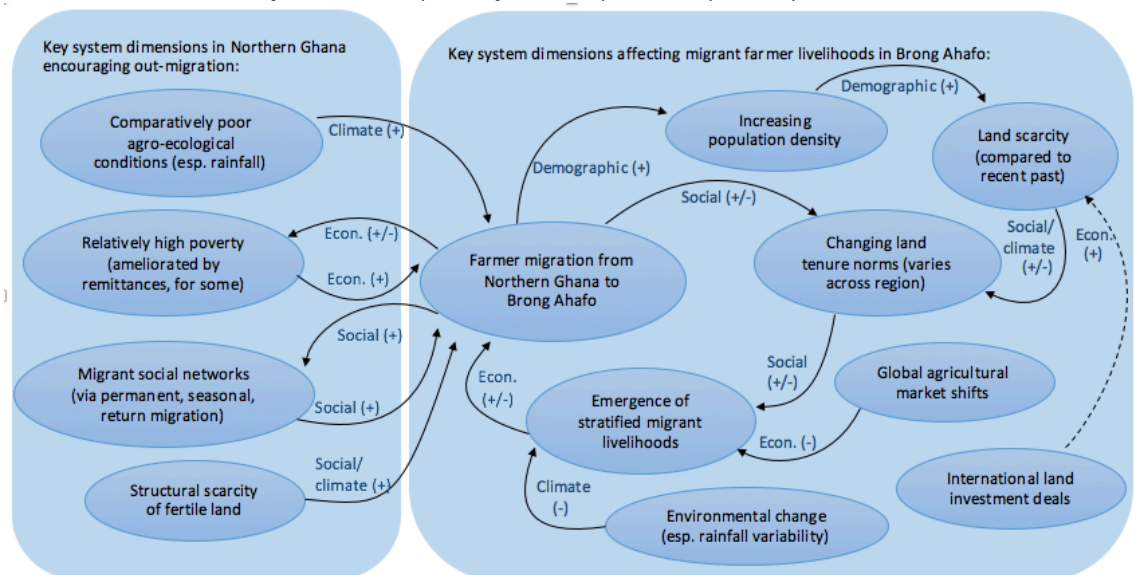 Key system dimensions in Northern Ghana
encouraging out-migration:
Comparatively poor
agro-ecological
conditions (esp. rainfall)
Relatively high poverty
(ameliorated by
remittances, for some)
Migrant social networks
(via permanent, seasonal,
return migration)
Structural scarcity
of fertile land
Climate (+)
Econ. (+/-)
Econ. (+)
Social (+)
Social (+)
Social/
climate (+)
Key system dimensions affecting migrant farmer livelihoods in Brong Ahafo:
Farmer migration from
Northern Ghana to
Brong Ahafo
Demographic (+)
Increasing
population density
Demographic (+)
Land scarcity
(compared to
recent past)
Social (+/-)
Changing land
tenure norms (varies
across region)
Social/
climate
(+/-)
Econ.
(+)
Social
(+/-)
Econ.
(+/-)
Emergence of
stratified migrant
livelihoods
Global agricultural
market shifts
Econ. (-)
Climate
(-)
Environmental change
(esp. rainfall variability)
International land
investment deals